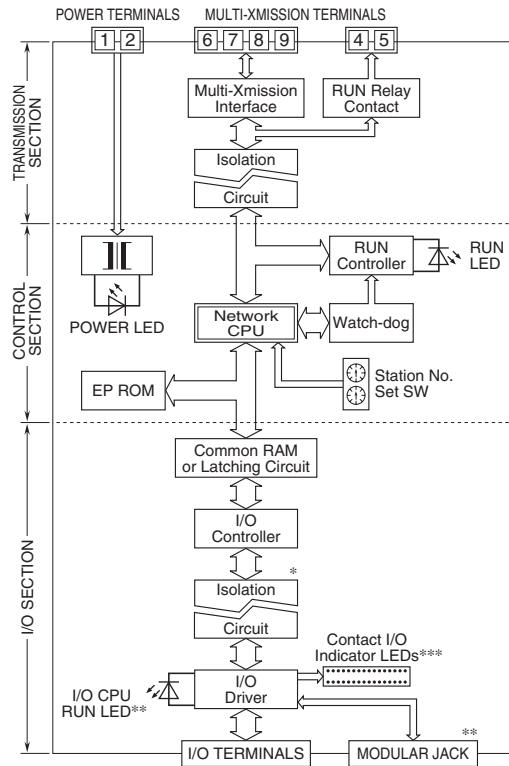 POWER TERMINALS
MULTI-XMISSION TERMINALS
1 2
6 7 8 9
4 5
TRANSMISSION
SECTION
Multi-Xmission
Interface
RUN Relay
Contact
Isolation
Circuit
CONTROL
SECTION
POWER LED
RUN
Controller
RUN
LED
Network
CPU
Watch-dog
EP ROM
Station No.
Set SW
I/O SECTION
Common RAM
or Latching Circuit
I/O
Controller
*
Isolation
Circuit
Contact I/O
Indicator LEDs***
I/O CPU
RUN LED**
I/O
Driver
**
I/O TERMINALS
MODULAR JACK